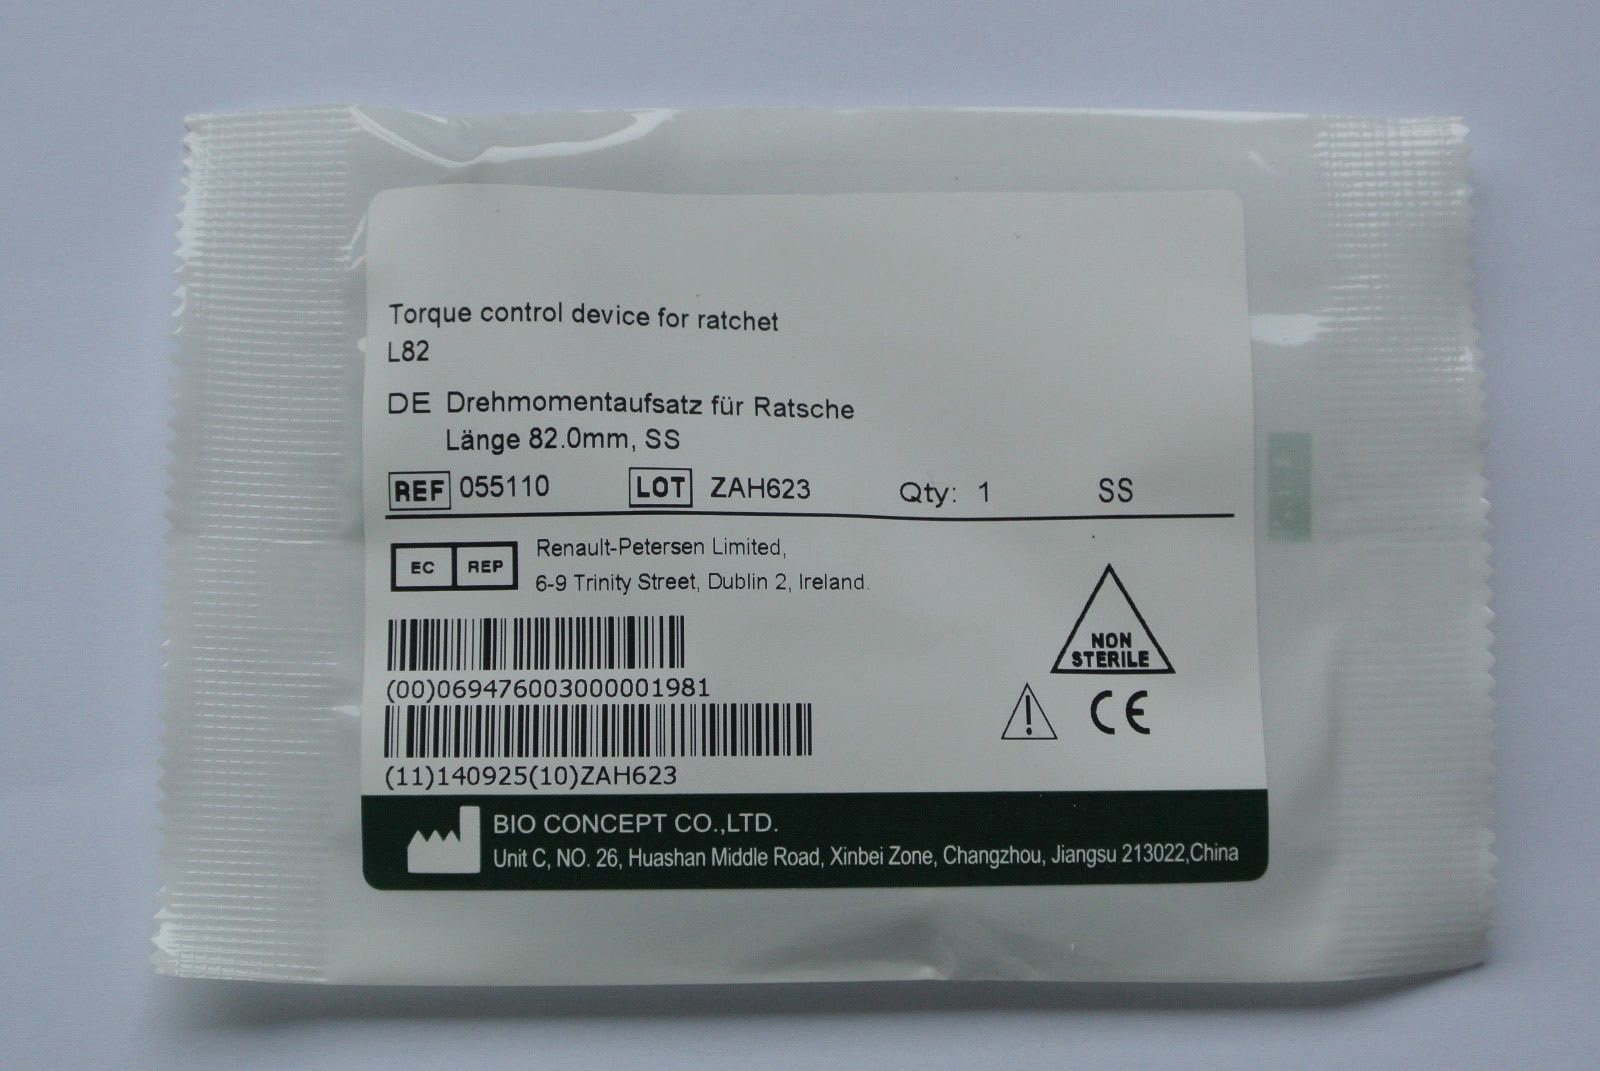 Torque control device for ratchet
L82
DE Drehmomentaufsatz für Ratsche
Länge 82.0mm, SS
REF 055110 LOT ZAH623 Qty: 1 SS
EC REP Renault-Petersen Limited,
6-9 Trinity Street, Dublin 2, Ireland.
NON
STERILE
(00)069476003000001981
CE
(11)140925(10)ZAH623
BIO CONCEPT CO.,LTD.
Unit C, NO. 26, Huashan Middle Road, Xinbei Zone, Changzhou, Jiangsu 213022,China